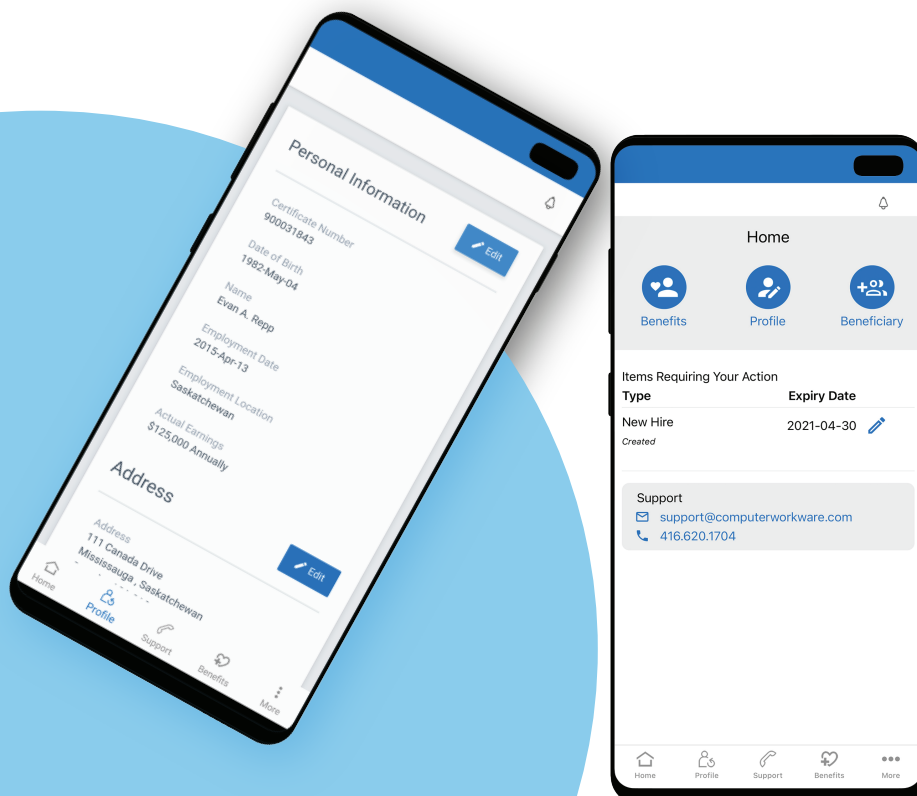 Personal Information
Edit
Certificate Number
900031843
Date of Birth
1982-May-04
Name
Evan A. Repp
Employment Date
2015-Apr-13
Employment Location
Saskatchewan
Actual Earnings
$125,000 Annually
Address
Edit
Address
111 Canada Drive
Mississauga , Saskatchewan
Home
Profile
Support
Benefits
More
Home
Benefits
Profile
Beneficiary
Items Requiring Your Action
Type Expiry Date
New Hire 2021-04-30
Created
Support
support@computerworkware.com
416.620.1704
Home
Profile
Support
Benefits
More